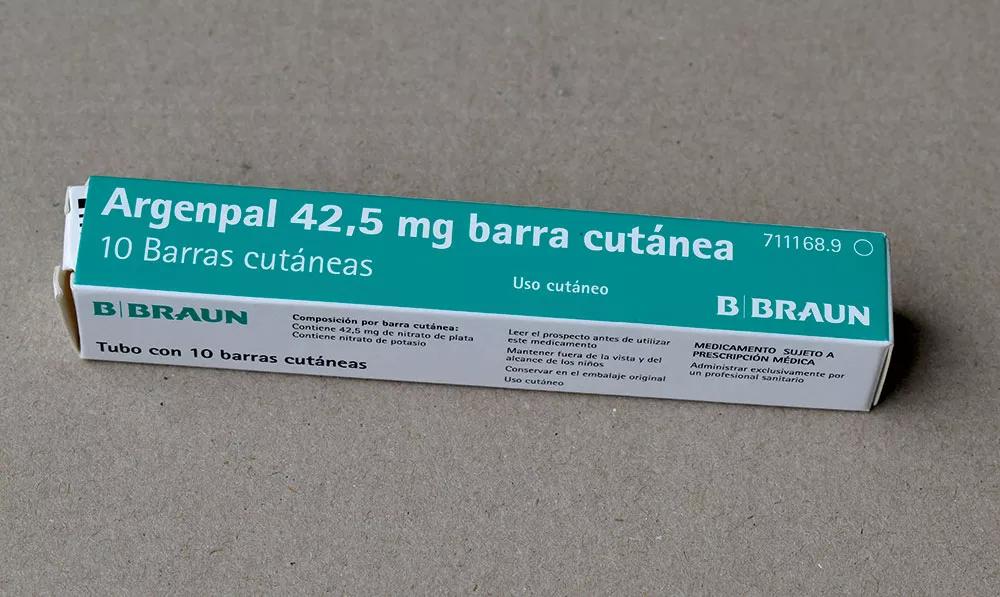 Argenpal 42,5 mg barra cutánea
711168.9
10 Barras cutáneas
Uso cutáneo
B|BRAUN
B|BRAUN
Tubo con 10 barras cutáneas
Composición por barra cutánea:
Contiene 42,5 mg de nitrato de plata
Contiene nitrato de potasio
Leer el prospecto antes de utilizar
este medicamento
Mantener fuera de la vista y del
alcance de los niños
Conservar en el embalaje original
Uso cutáneo
MEDICAMENTO SUJETO A
PRESCRIPCIÓN MÉDICA
Administrar exclusivamente por
un profesional sanitario